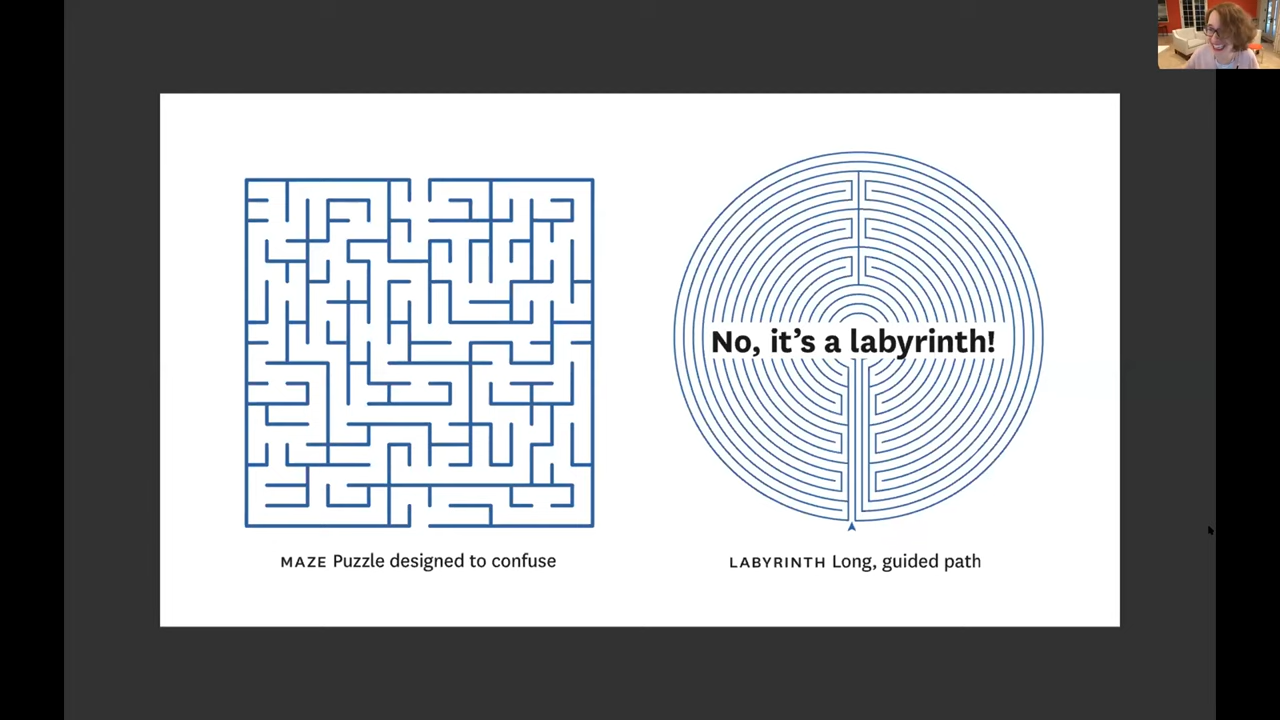 No, it's a labyrinth!
MAZE Puzzle designed to confuse
LABYRINTH Long, guided path